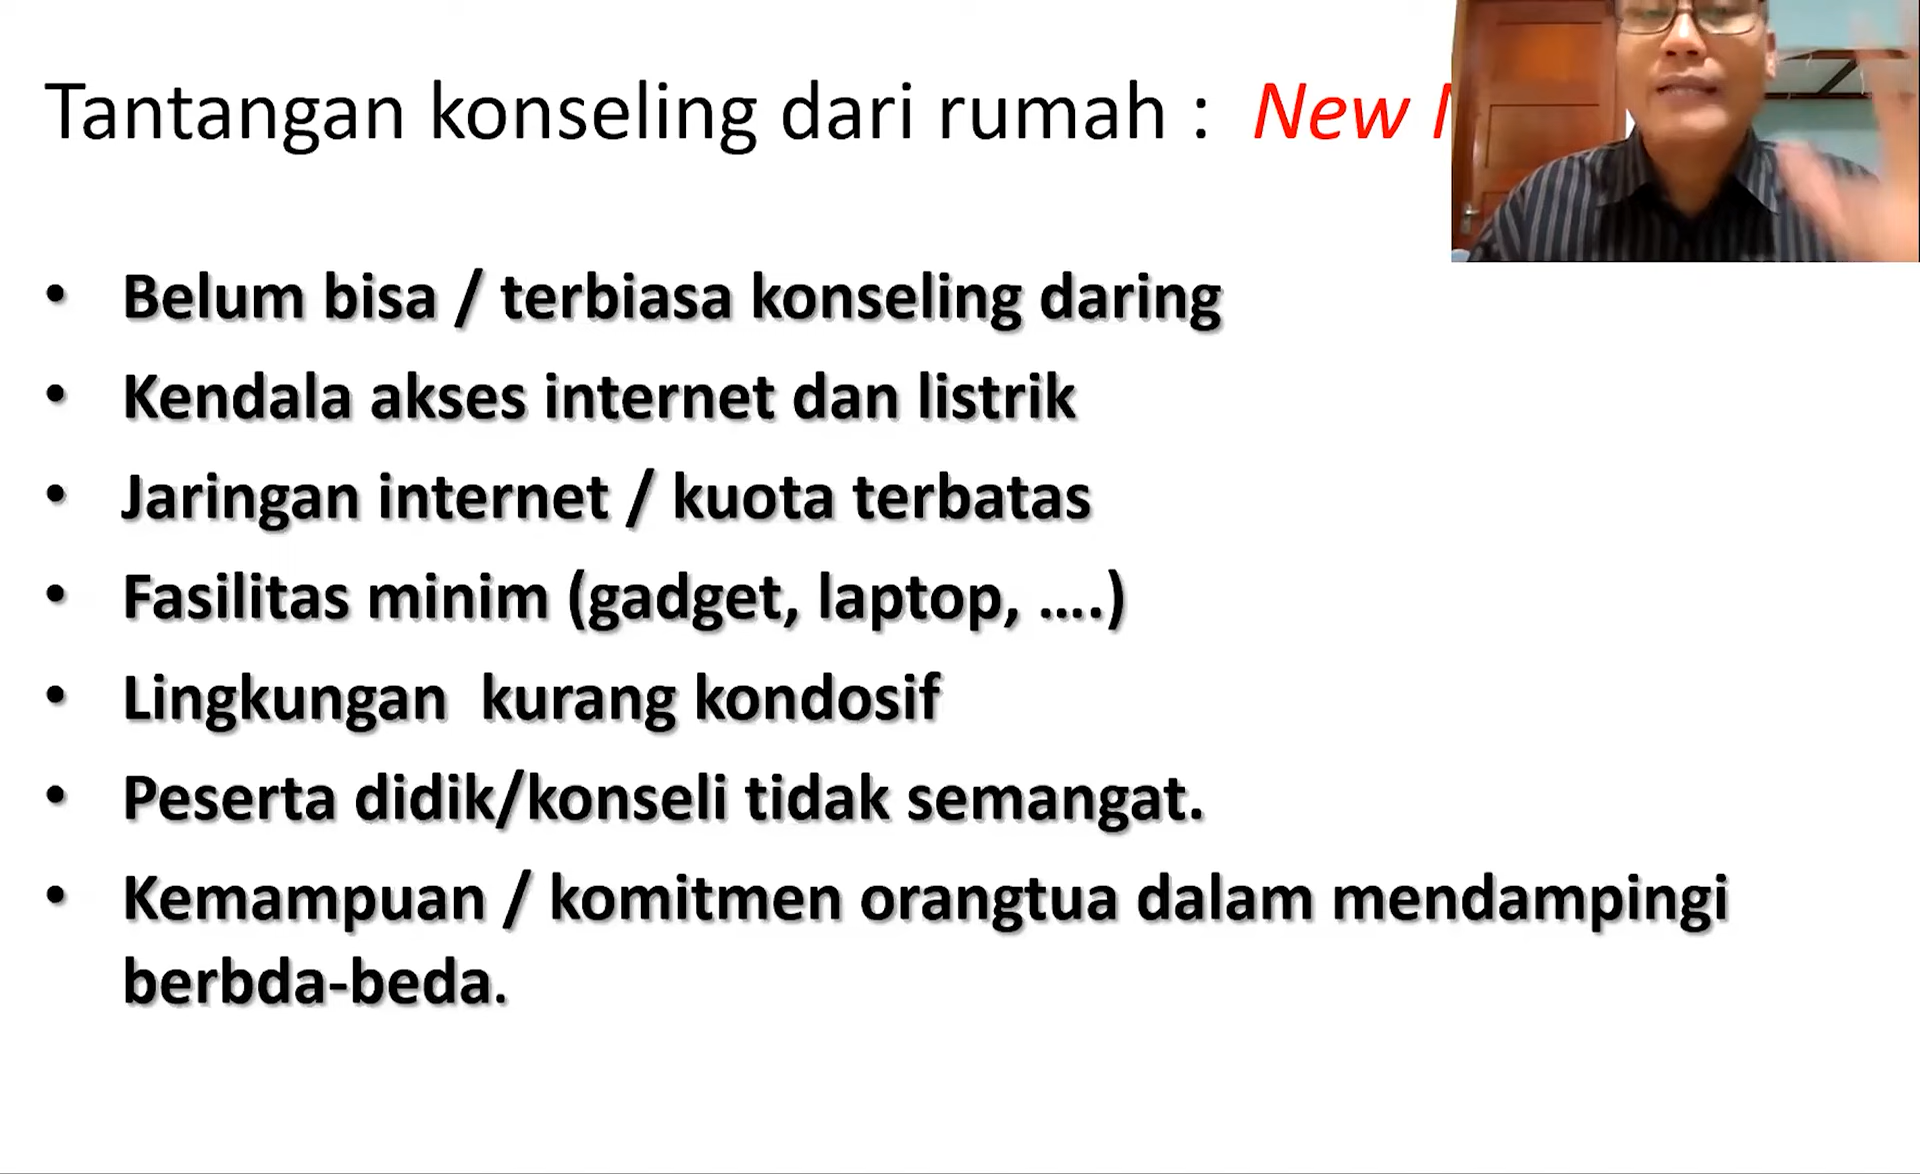 Tantangan konseling dari rumah : New
• Belum bisa / terbiasa konseling daring
• Kendala akses internet dan listrik
• Jaringan internet / kuota terbatas
• Fasilitas minim (gadget, laptop, ....)
• Lingkungan  kurang kondosif
• Peserta didik/konseli tidak semangat.
• Kemampuan / komitmen orangtua dalam mendampingi
berbda-beda.